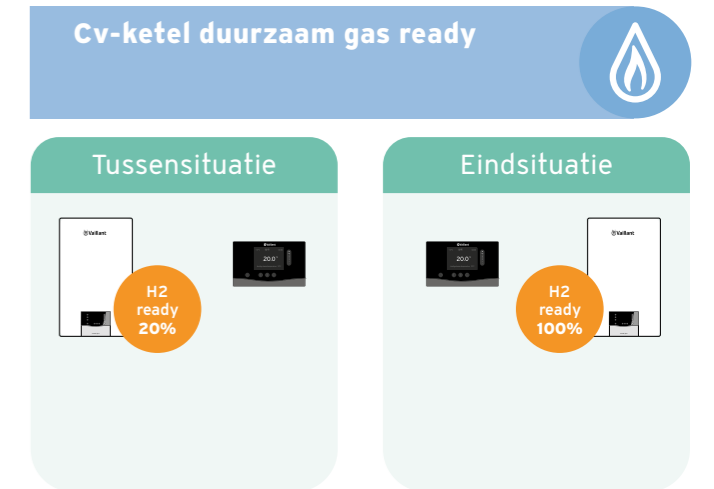 Cv-ketel duurzaam gas ready
Tussensituatie
Vaillant
Vaillant
20.0°
H2
ready
20%
Eindsituatie
Vaillant
20.0°
Vaillant
H2
ready
100%